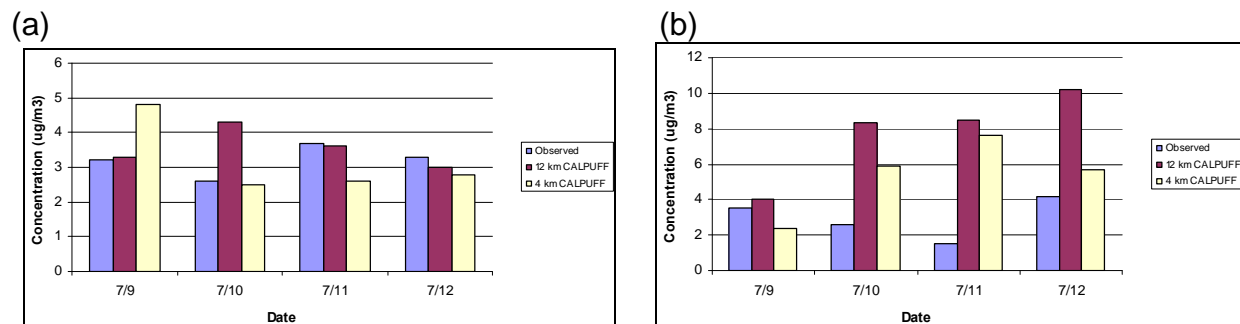 (a)
Concentration (ug/m3)
6
5
4
3
2
1
0
7/9 7/10 7/11 7/12
Date
Observed
12 km CALPUFF
4 km CALPUFF
(b)
Concentration (ug/m3)
12
10
8
6
4
2
0
7/9 7/10 7/11 7/12
Date
Observed
12 km CALPUFF
4 km CALPUFF